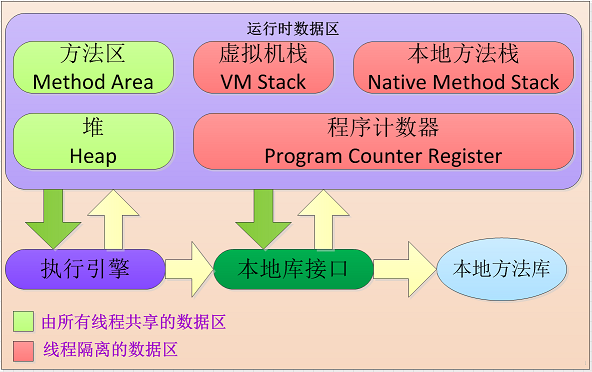 运行时数据区
方法区
Method Area
虚拟机栈
VM Stack
本地方法栈
Native Method Stack
堆
Heap
程序计数器
Program Counter Register
执行引擎
本地库接口
本地方法库
由所有线程共享的数据区
线程隔离的数据区